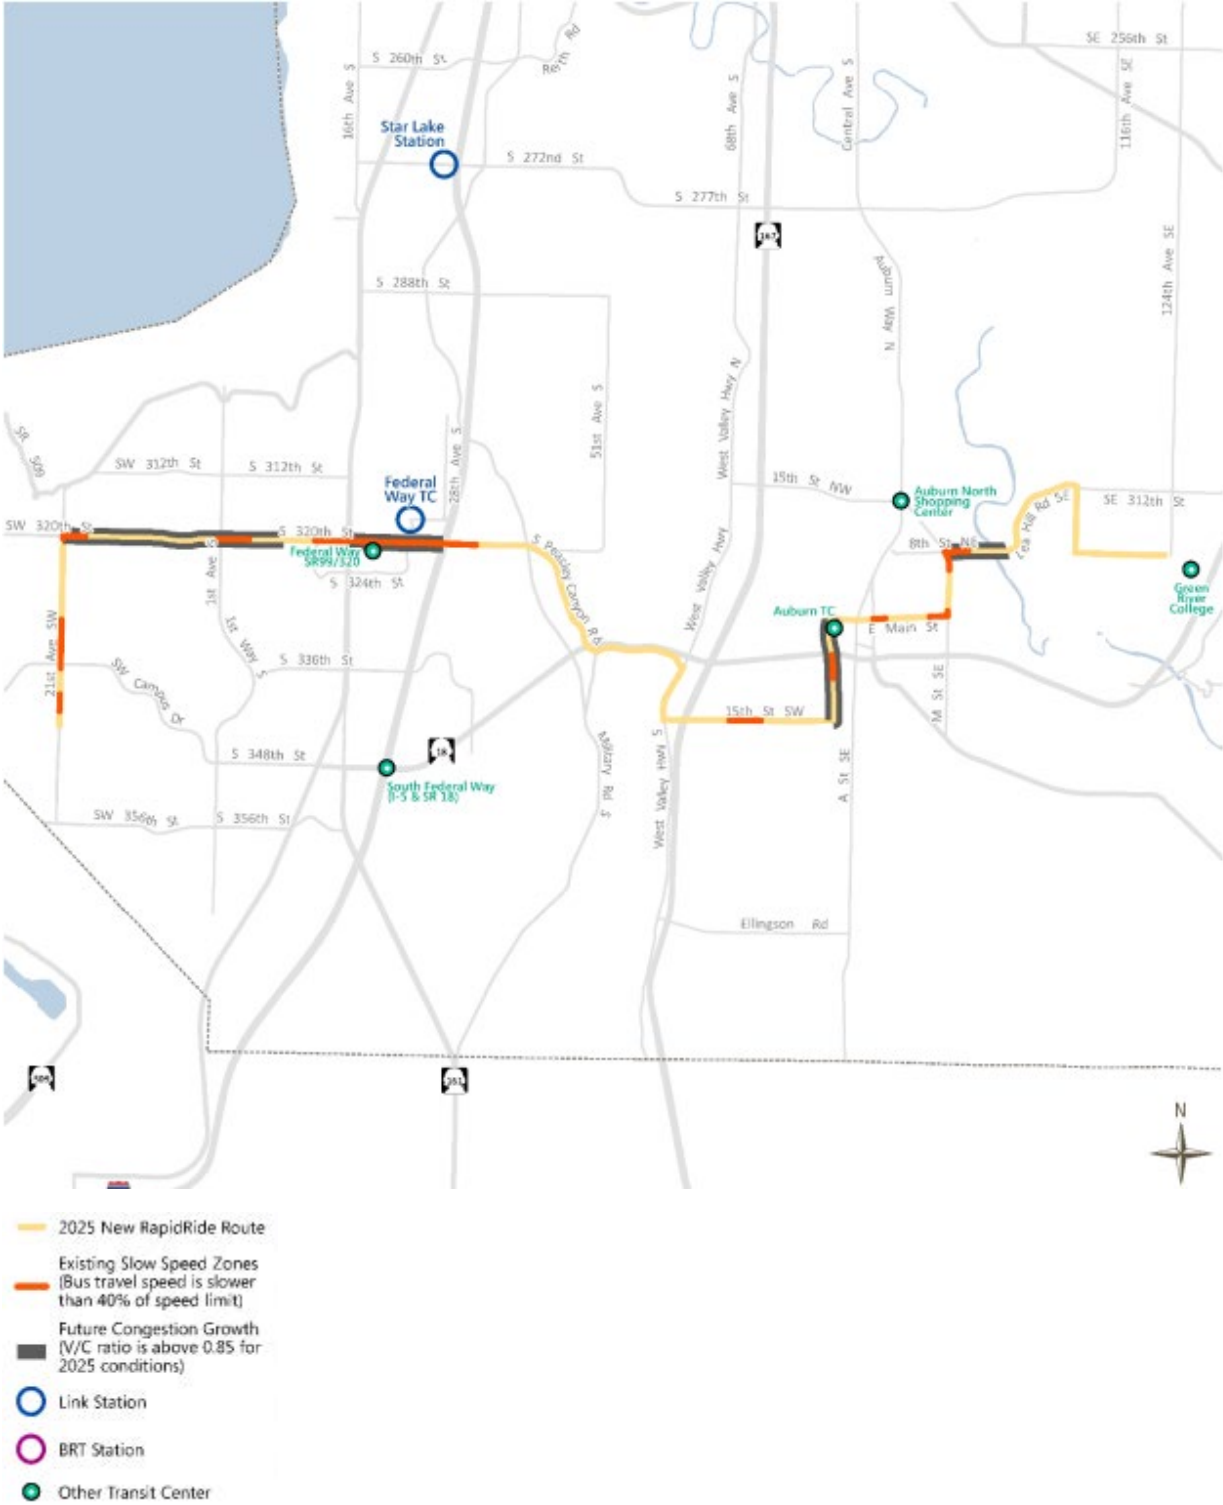 S 260th St
Reith Rd
SE 256th St
16th Ave S
68th Ave S
Central Ave S
116th Ave SE
Star Lake
Station
S 272nd St
S 277th St
167
124th Ave SE
Auburn Way N
S 288th St
West Valley Hwy N
51st Ave S
SR 509
SW 312th St
S 312th St
28th Ave S
Federal
Way TC
15th St NW
Auburn North
Shopping
Center
Lea Hill Rd SE
SE 312th St
SW 320th St
S 320th St
Federal Way
SR99/320
S 324th St
S Peasley Canyon Rd
West Valley Hwy
8th St NE
Green
River
College
1st Ave S
1st Way S
Auburn TC
E Main St
21st Ave SW
SW Campus Dr
S 336th St
M St SE
15th St SW
S 348th St
18
South Federal Way
(I-5 & SR 18)
Military Rd S
West Valley Hwy S
A St SE
SW 356th St
S 356th St
Ellingson Rd
509
161
N
2025 New RapidRide Route
Existing Slow Speed Zones
(Bus travel speed is slower
than 40% of speed limit)
Future Congestion Growth
(V/C ratio is above 0.85 for
2025 conditions)
Link Station
BRT Station
Other Transit Center